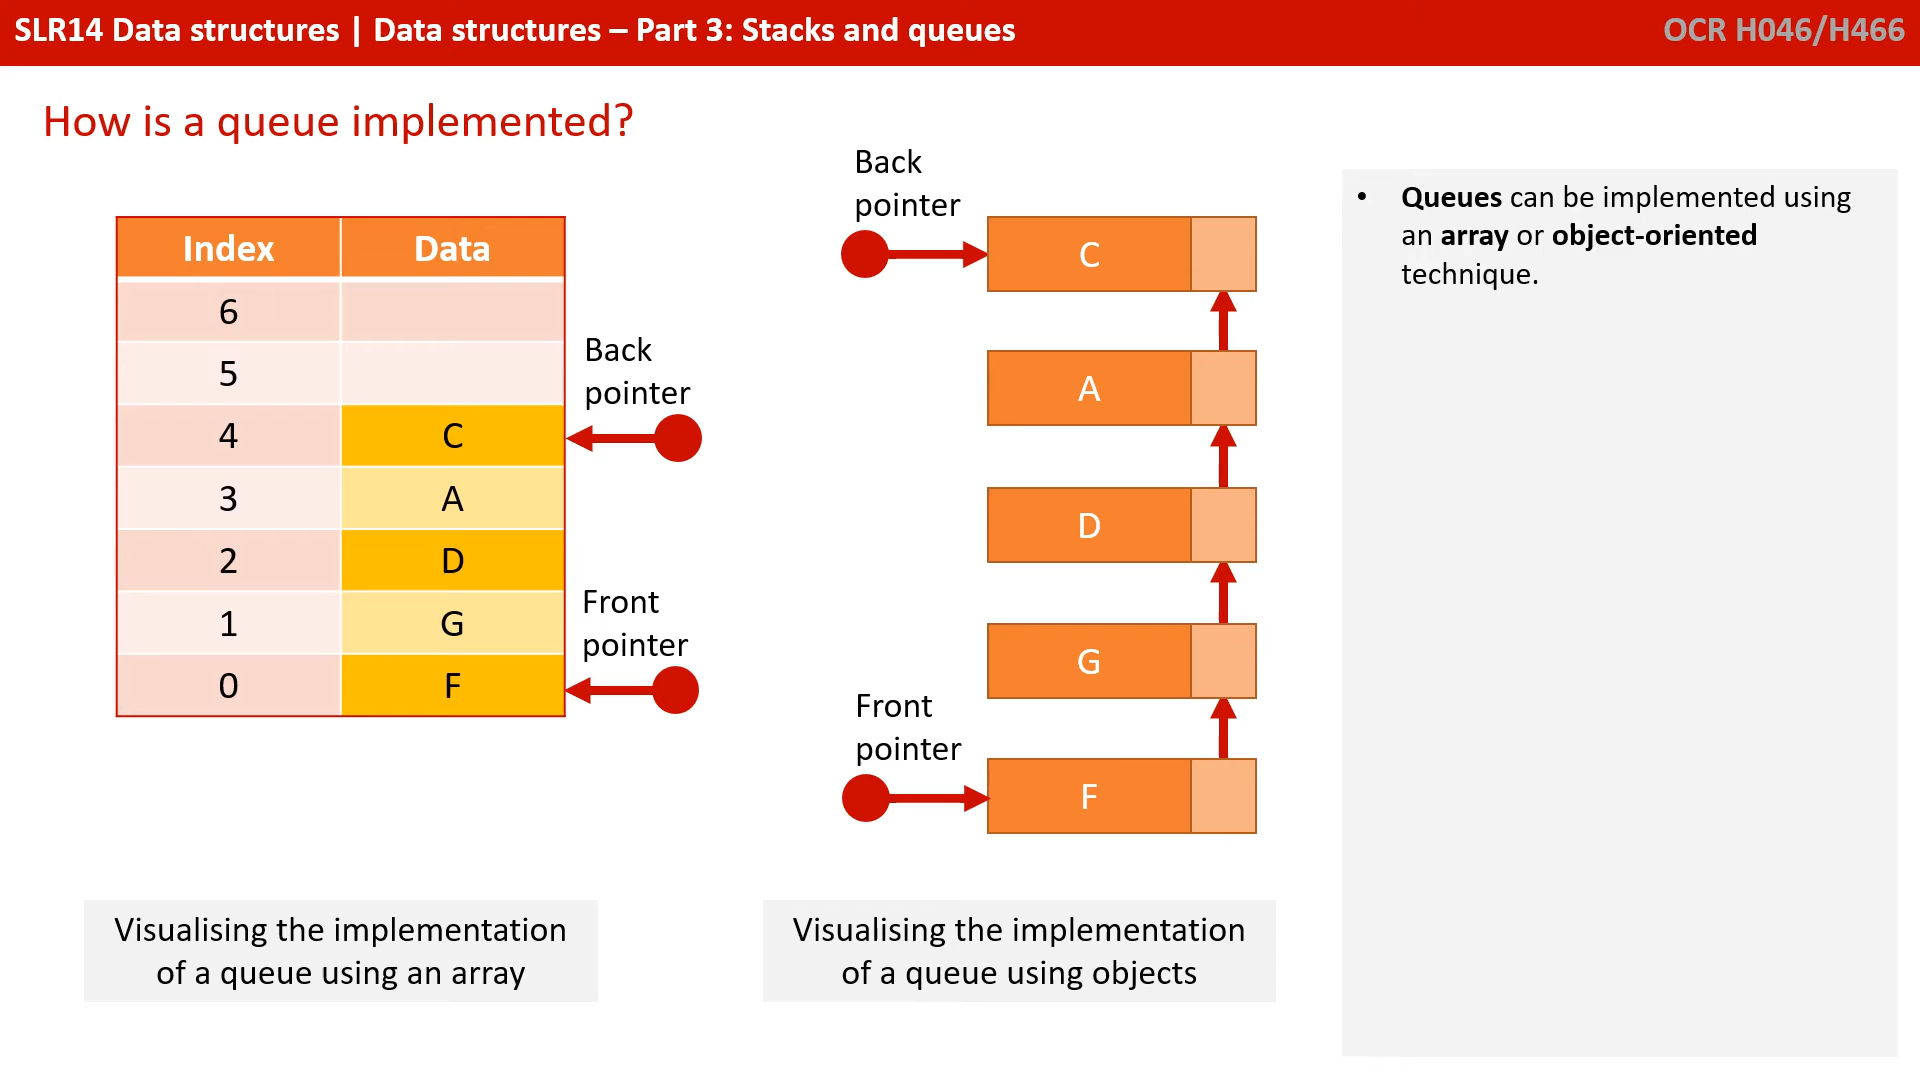 SLR14 Data structures | Data structures – Part 3: Stacks and queues
OCR H046/H466
How is a queue implemented?
Index Data
6
5
4 C
3 A
2 D
1 G
0 F
Back
pointer
Front
pointer
Back
pointer
C
A
D
G
Front
pointer
F
Visualising the implementation
of a queue using an array
Visualising the implementation
of a queue using objects
• Queues can be implemented using
an array or object-oriented
technique.